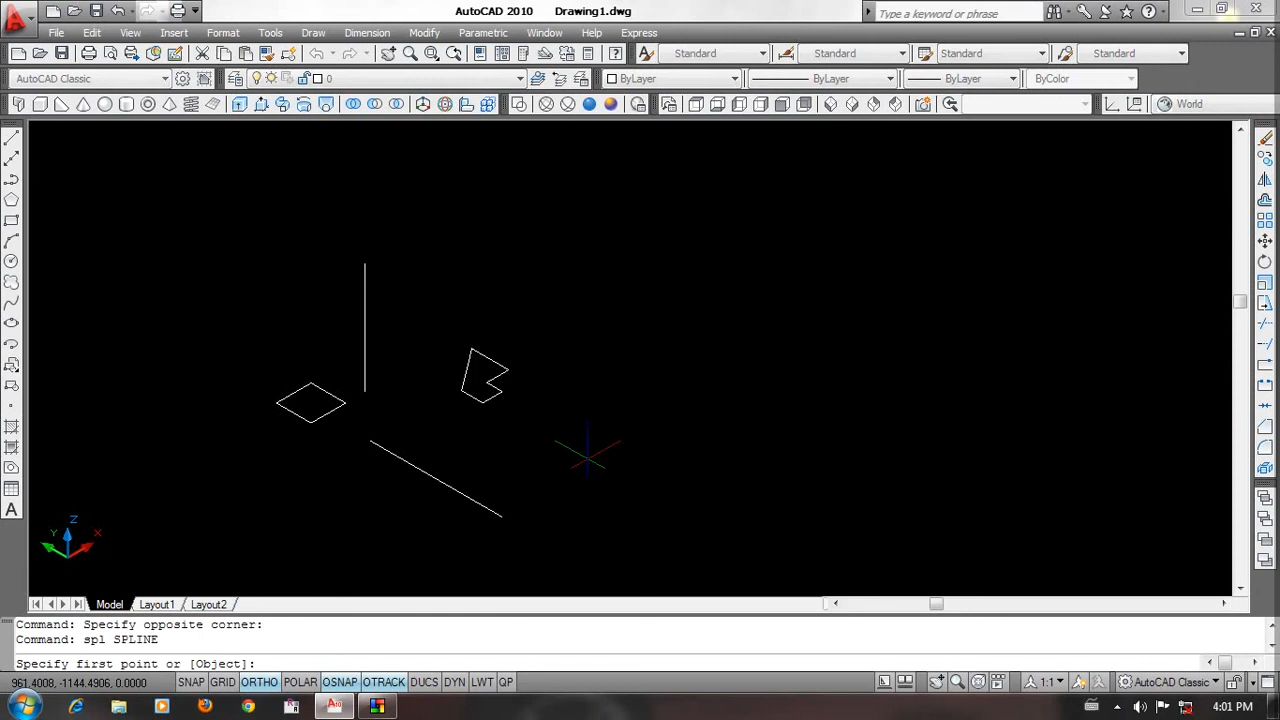 AutoCAD 2010 Drawing1.dwg
Type a keyword or phrase
File Edit View Insert Format Tools Draw Dimension Modify Parametric Window Help Express
Standard Standard Standard Standard
AutoCAD Classic 0 ByLayer ByLayer ByLayer ByColor
World
Z
Y X
Model Layout1 Layout2
Command: Specify opposite corner:
Command: spl SPLINE
Specify first point or [Object]:
961.4008, -1144.4906, 0.0000 SNAP GRID ORTHO POLAR OSNAP OTRACK DUCS DYN LWT QP 1:1 AutoCAD Classic
4:01 PM